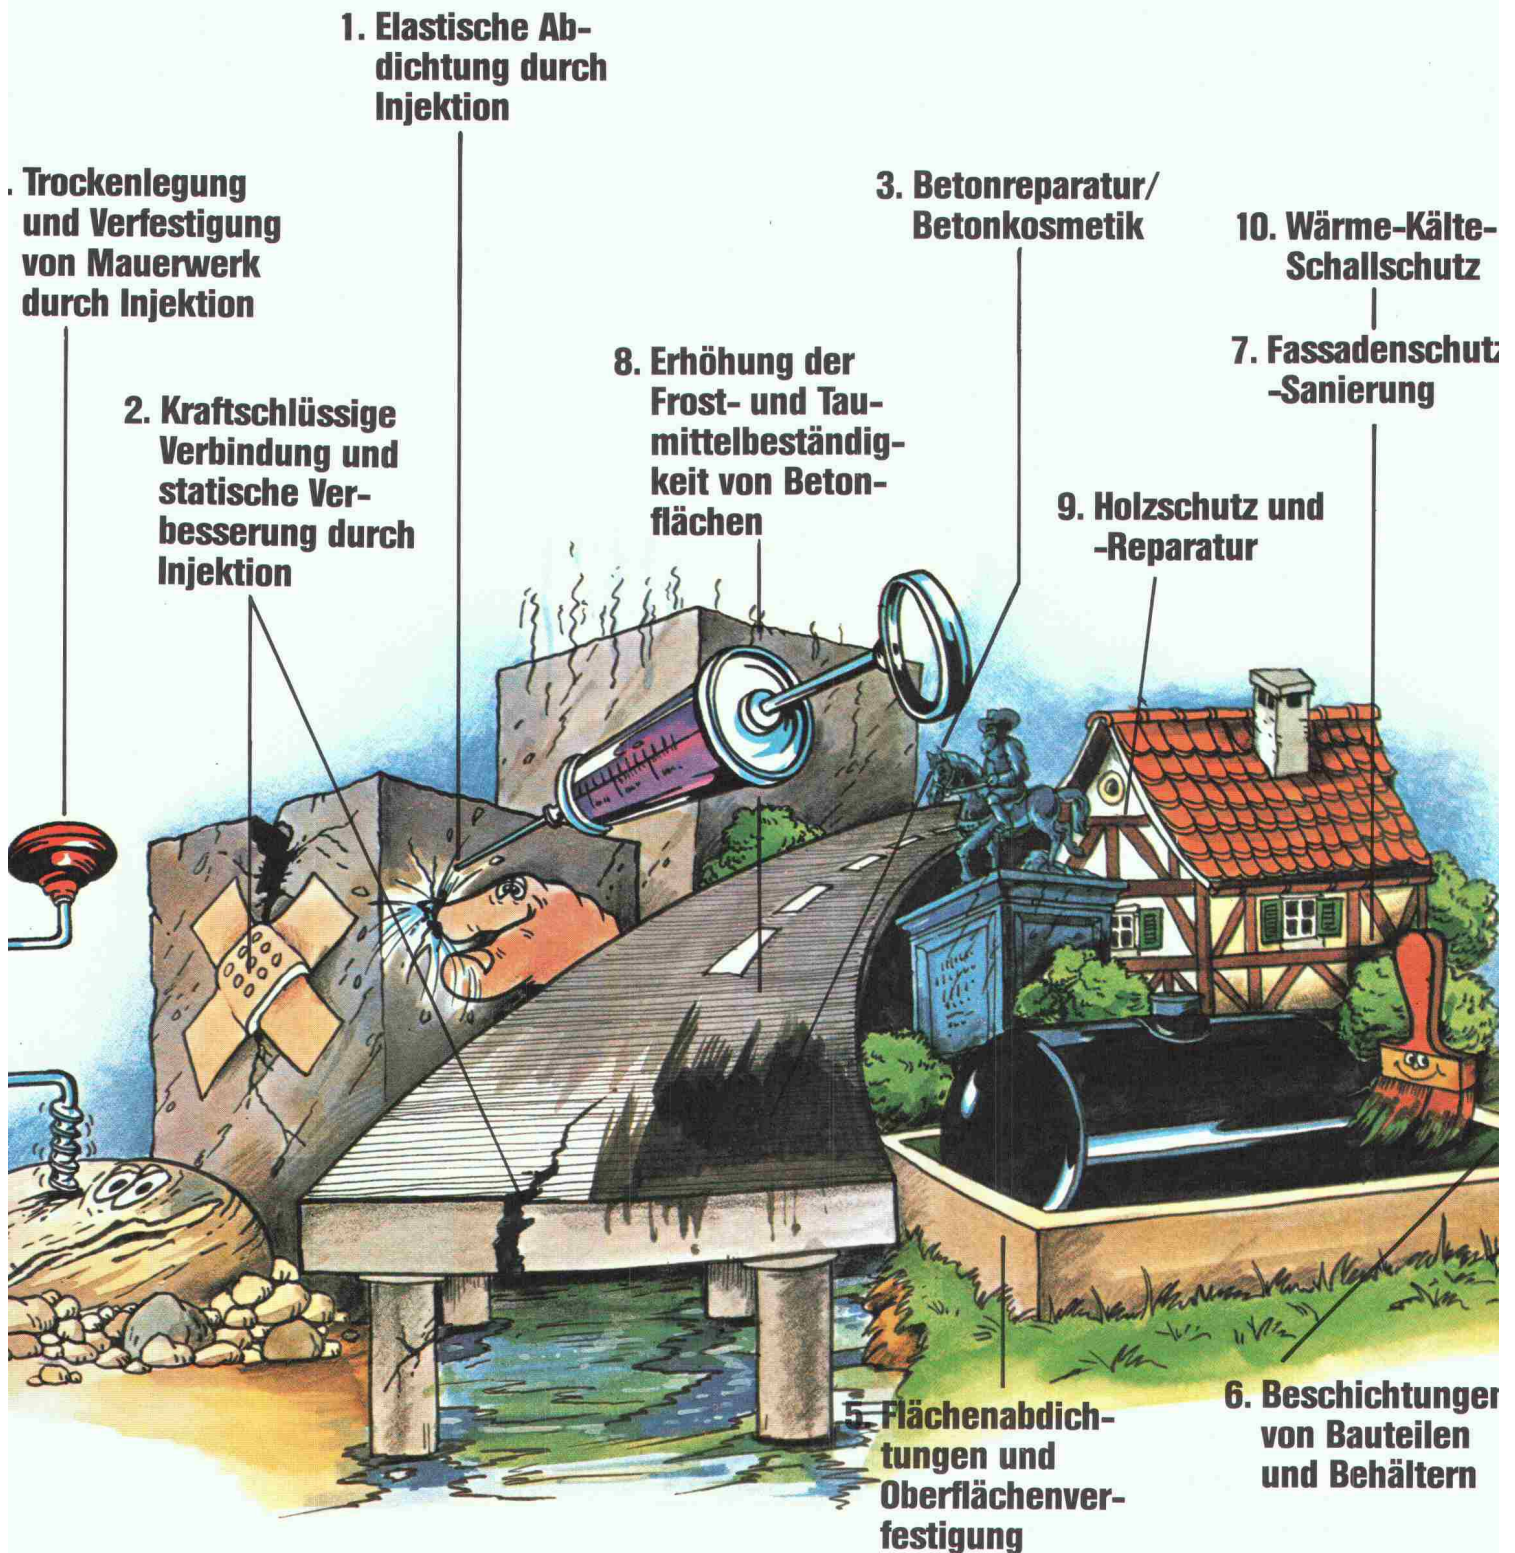 1. Elastische Ab-
dichtung durch
Injektion
. Trockenlegung
und Verfestigung
von Mauerwerk
durch Injektion
3. Betonreparatur/
Betonkosmetik
10. Wärme-Kälte-
Schallschutz
7. Fassadenschutz
-Sanierung
8. Erhöhung der
Frost- und Tau-
mittelbeständig-
keit von Beton-
flächen
2. Kraftschlüssige
Verbindung und
statische Ver-
besserung durch
Injektion
9. Holzschutz und
-Reparatur
5. Flächenabdich-
tungen und
Oberflächenver-
festigung
6. Beschichtungen
von Bauteilen
und Behältern